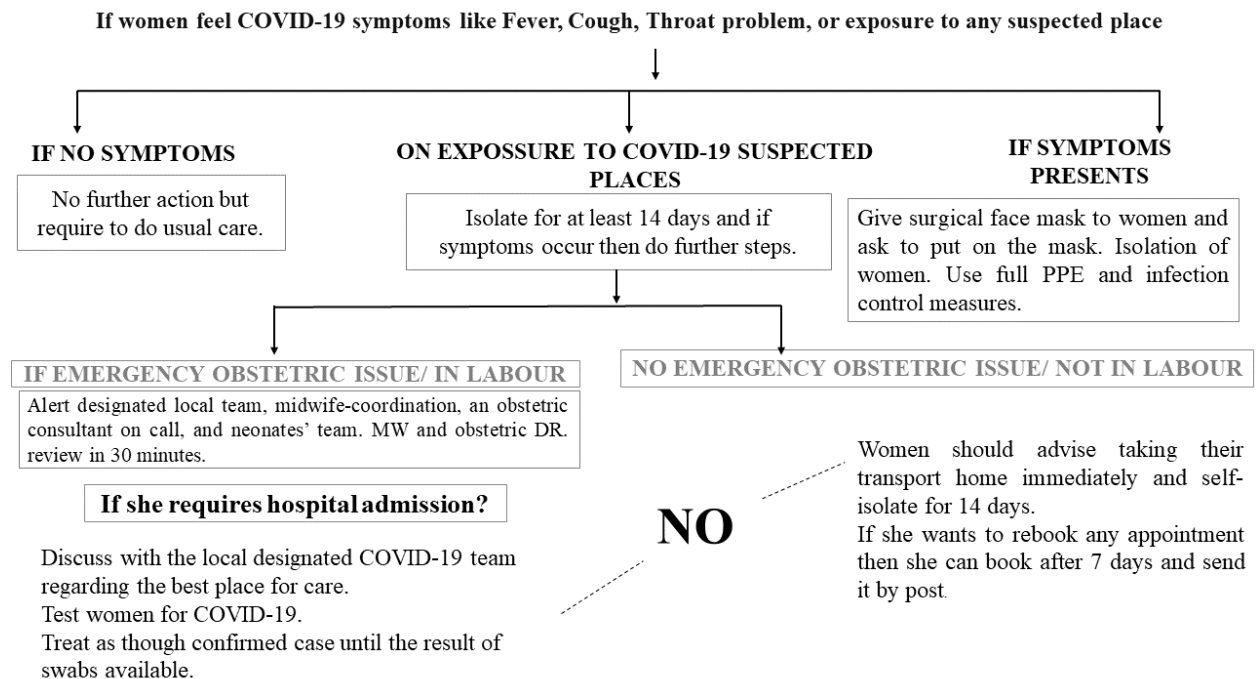 If women feel COVID-19 symptoms like Fever, Cough, Throat problem, or exposure to any suspected place
IF NO SYMPTOMS
No further action but
require to do usual care.
ON EXPOSSURE TO COVID-19 SUSPECTED
PLACES
Isolate for at least 14 days and if
symptoms occur then do further steps.
IF SYMPTOMS
PRESENTS
Give surgical face mask to women and
ask to put on the mask. Isolation of
women. Use full PPE and infection
control measures.
IF EMERGENCY OBSTETRIC ISSUE/ IN LABOUR
Alert designated local team, midwife-coordination, an obstetric
consultant on call, and neonates’ team. MW and obstetric DR.
review in 30 minutes.
NO EMERGENCY OBSTETRIC ISSUE/ NOT IN LABOUR
If she requires hospital admission?
Discuss with the local designated COVID-19 team
regarding the best place for care.
Test women for COVID-19.
Treat as though confirmed case until the result of
swabs available.
NO
Women should advise taking their
transport home immediately and self-
isolate for 14 days.
If she wants to rebook any appointment
then she can book after 7 days and send
it by post.